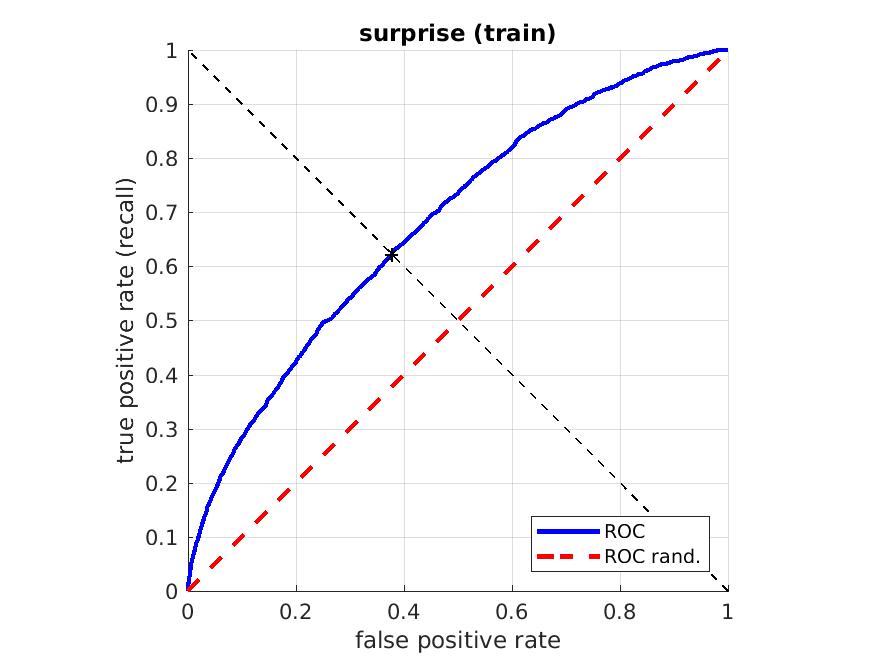 surprise (train)
true positive rate (recall)
1
0.9
0.8
0.7
0.6
0.5
0.4
0.3
0.2
0.1
0
0 0.2 0.4 0.6 0.8 1
false positive rate
ROC
ROC rand.